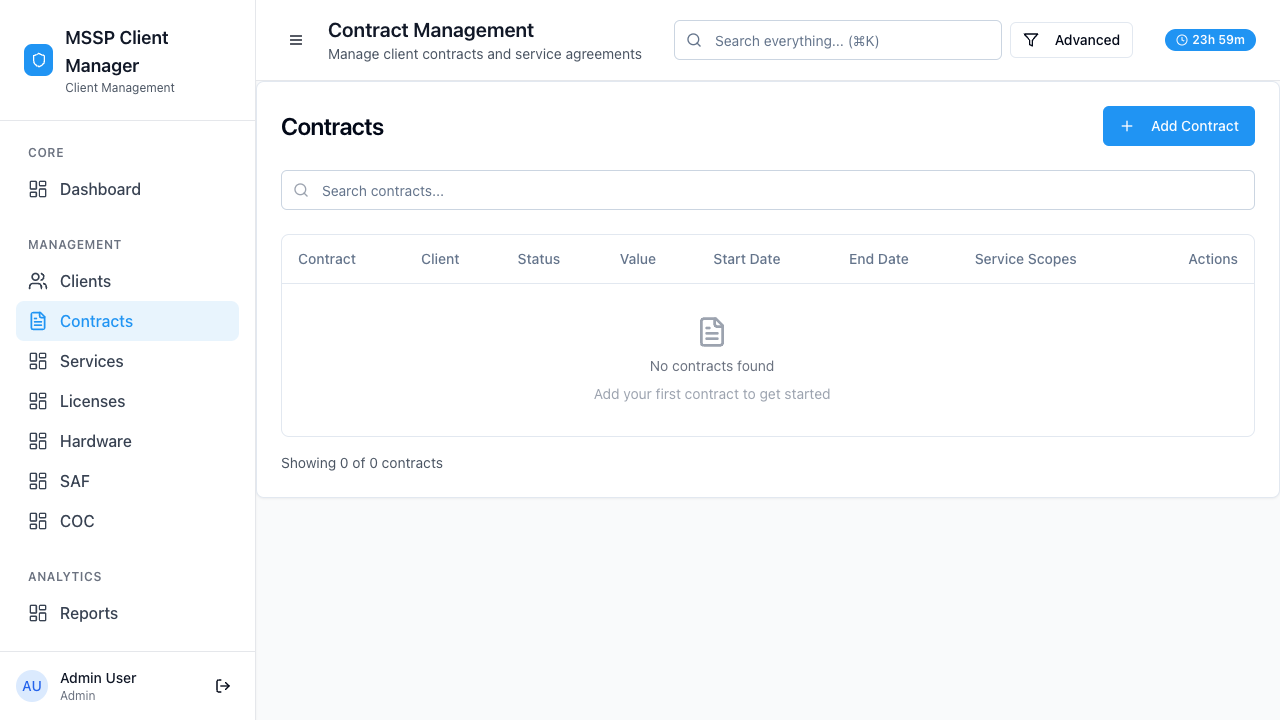 MSSP Client
Manager
Client Management
CORE
Dashboard
MANAGEMENT
Clients
Contracts
Services
Licenses
Hardware
SAF
COC
ANALYTICS
Reports
AU
Admin User
Admin
Contract Management
Manage client contracts and service agreements
Search everything... (⌘K)
Advanced
23h 59m
Contracts
Add Contract
Search contracts...
Contract Client Status Value Start Date End Date Service Scopes Actions
No contracts found
Add your first contract to get started
Showing 0 of 0 contracts